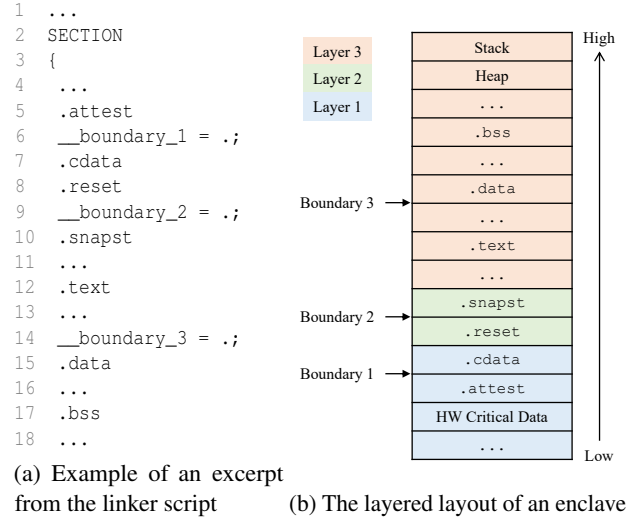 1 ...
2 SECTION
3 {
4 ...
5 .attest
6 __boundary_1 = .;
7 .cdata
8 .reset
9 __boundary_2 = .;
10 .snapst
11 ...
12 .text
13 ...
14 __boundary_3 = .;
15 .data
16 ...
17 .bss
18 ...
(a) Example of an excerpt
from the linker script
Layer 3
Layer 2
Layer 1
Boundary 3
Boundary 2
Boundary 1
Stack
Heap
...
.bss
...
.data
...
.text
...
.snapst
.reset
.cdata
.attest
HW Critical Data
...
High
Low
(b) The layered layout of an enclave